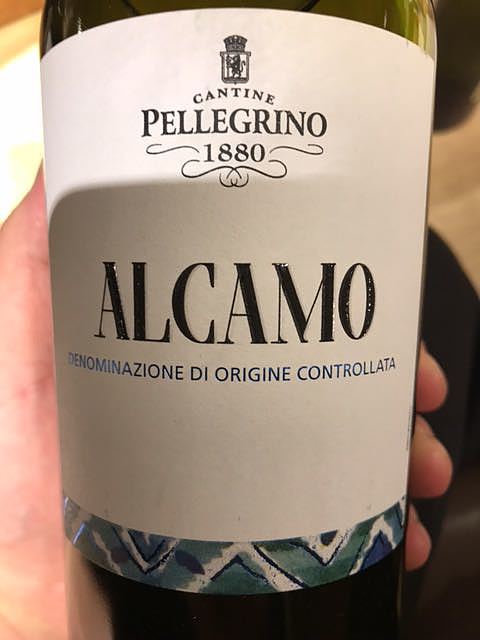 CANTINE
PELLEGRINO
1880
ALCAMO
DENOMINAZIONE DI ORIGINE CONTROLLATA